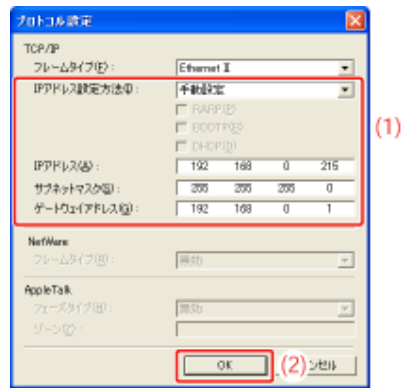 プロトコル設定
TCP/IP
フレームタイプ(F): Ethernet II
IPアドレス設定方法(I): 手動設定
RARP(P)
BOOTP(B)
DHCP(D)
(1)
IPアドレス(A): 192 168 0 215
サブネットマスク(S): 255 255 255 0
ゲートウェイアドレス(G): 192 168 0 1
NetWare
フレームタイプ(R): 無効
AppleTalk
フェーズタイプ(H): 無効
ゾーン(Z):
OK (2) ンセル